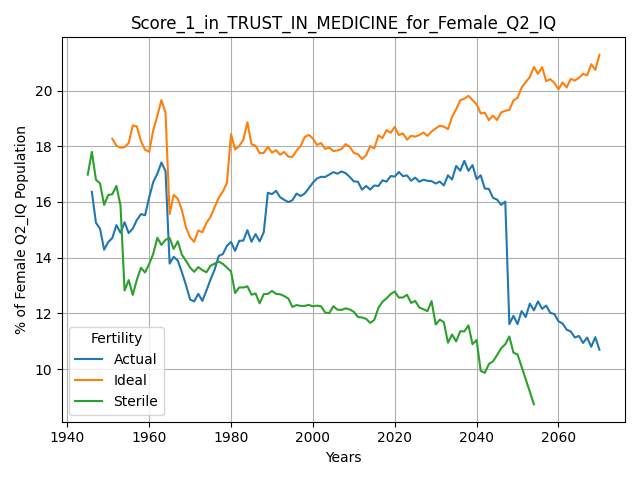 Score_1_in_TRUST_IN_MEDICINE_for_Female_Q2_IQ
% of Female Q2_IQ Population
20
18
16
14
12
10
Fertility
Actual
Ideal
Sterile
1940 1960 1980 2000 2020 2040 2060
Years